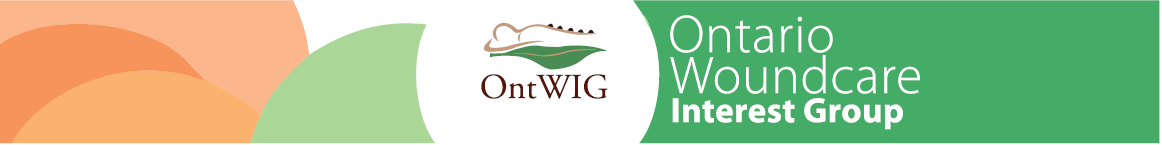 OntWIG
Ontario
Woundcare
Interest Group